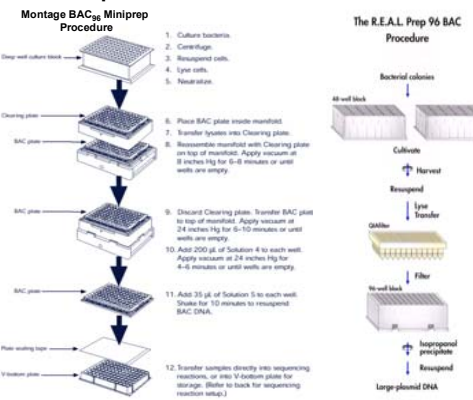 Montage BAC96 Miniprep
Procedure
Deep-well culture block
1. Culture bacteria.
2. Centrifuge.
3. Resuspend cells.
4. Lyse cells.
5. Neutralize.
Clearing plate
BAC plate
6. Place BAC plate inside manifold.
7. Transfer lysates into Clearing plate.
8. Reassemble manifold with Clearing plate
on top of manifold. Apply vacuum at
8 inches Hg for 6–8 minutes or until
wells are empty.
BAC plate
9. Discard Clearing plate. Transfer BAC plate
to top of manifold. Apply vacuum at
24 inches Hg for 6–10 minutes or until
wells are empty.
10. Add 200 µL of Solution 4 to each well.
Apply vacuum at 24 inches Hg for
4–6 minutes or until wells are empty.
BAC plate
11. Add 35 µL of Solution 5 to each well.
Shake for 10 minutes to resuspend
BAC DNA.
Plate sealing tape
V-bottom plate
12. Transfer samples directly into sequencing
reactions, or into V-bottom plate for
storage. (Refer to back for sequencing
reaction setup.)
The R.E.A.L. Prep 96 BAC
Procedure
Bacterial colonies
48-well block
Cultivate
Harvest
Resuspend
Lyse
Transfer
QIAfilter
Filter
96-well block
Isopropanol
precipitate
Resuspend
Large-plasmid DNA